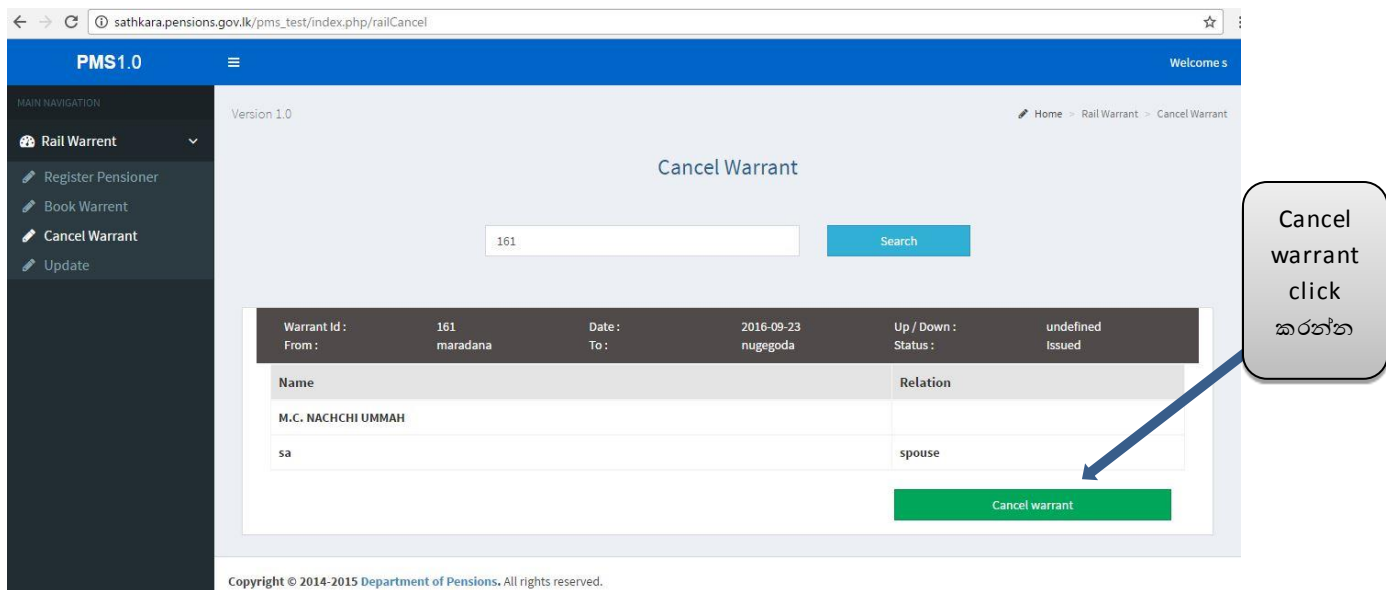 sathkara.pensions.gov.lk/pms_test/index.php/railCancel
PMS1.0
Welcome s
MAIN NAVIGATION
Version 1.0
Home > Rail Warrant > Cancel Warrant
Rail Warrent
Register Pensioner
Book Warrent
Cancel Warrant
Update
Cancel Warrant
161
Search
Warrant Id : 161 Date : 2016-09-23 Up / Down : undefined
From : maradana To : nugegoda Status : Issued
Name Relation
M.C. NACHCHI UMMAH
sa spouse
Cancel warrant
Copyright © 2014-2015 Department of Pensions. All rights reserved.
Cancel
warrant
click
කරන්න